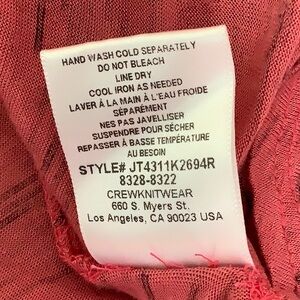 HAND WASH COLD SEPARATELY
DO NOT BLEACH
LINE DRY
COOL IRON AS NEEDED
LAVER À LA MAIN À L'EAU FROIDE
SÉPARÉMENT
NES PAS JAVELLISER
SUSPENDRE POUR SÉCHER
REPASSER À BASSE TEMPÉRATURE
AU BESOIN
STYLE# JT4311K2694R
8328-8322
CREWKNITWEAR
660 S. Myers St.
Los Angeles, CA 90023 USA